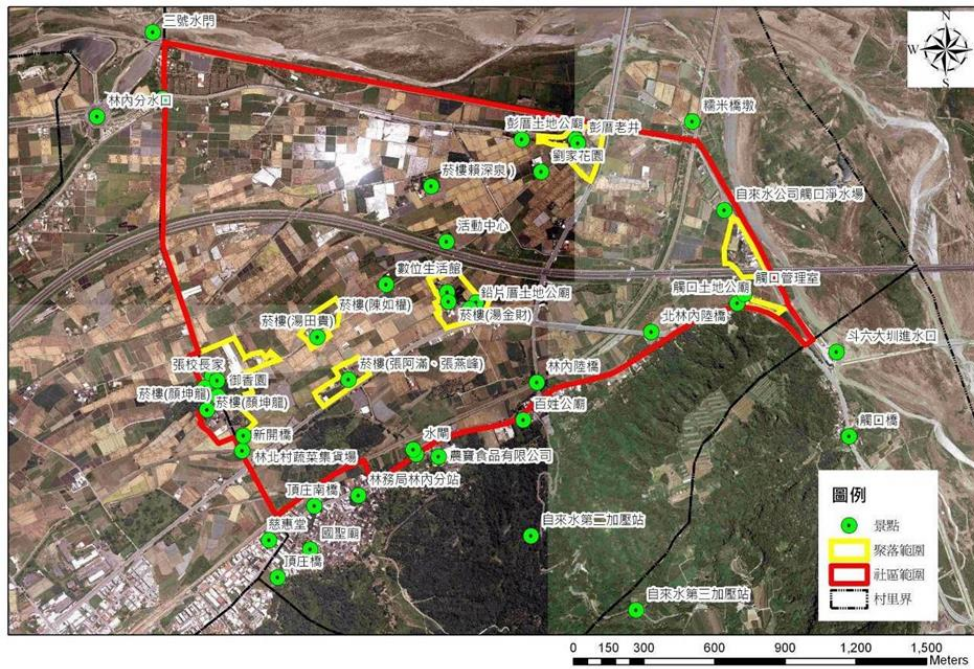 三號水門
N
W
E
S
林內分水口
糯米橋墩
彭厝土地公廟
彭厝老井
劉家花園
菸樓賴深泉）
自來水公司觸口淨水場
活動中心
數位生活館
觸口管理室
觸口土地公廟
鉛片厝土地公廟
菸樓(陳如權)
菸樓(湯金財)
菸樓(湯田貴)
北林內陸橋
斗六大圳進水口
張校長家
御香園
菸樓(張阿滿、張燕峰)
林內陸橋
菸樓(顏坤龍)
菸樓(顏坤龍)
百姓公廟
新開橋
水閘
觸口橋
林北村蔬菜集貨場
農寶食品有限公司
林務局林內分站
頂庄南橋
慈惠堂
國聖廟
自來水第二加壓站
頂庄橋
自來水第三加壓站
圖例
景點
聚落範圍
社區範圍
村里界
0 150 300 600 900 1,200 1,500
Meters